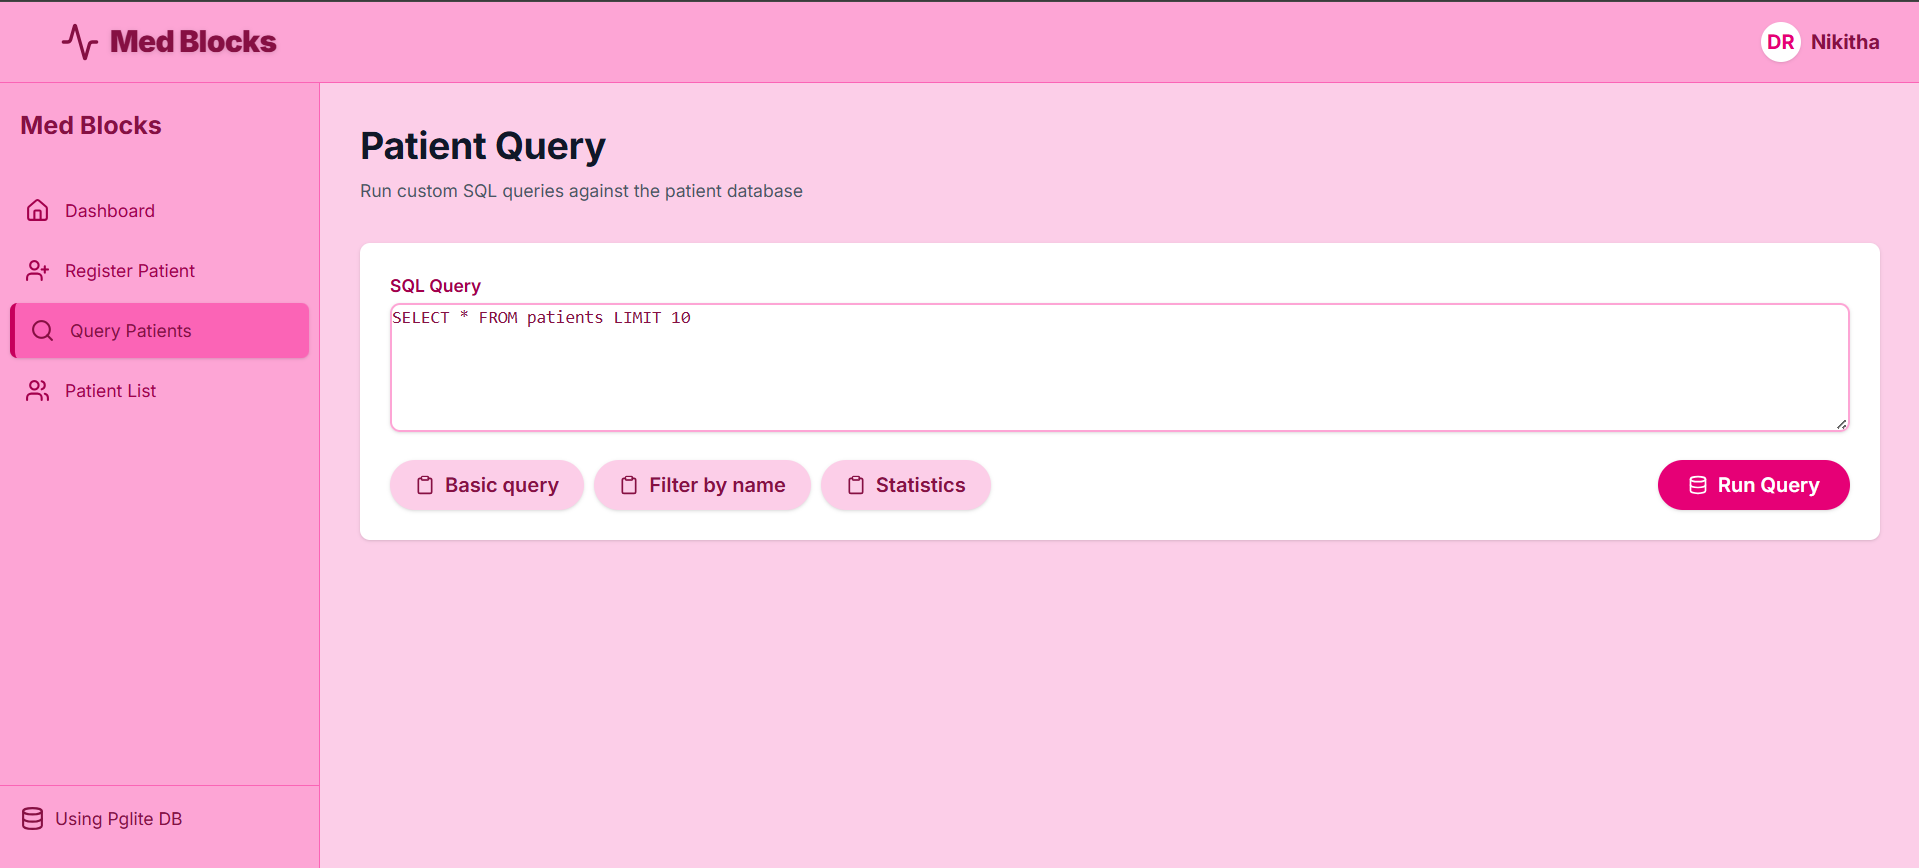 Med Blocks
DR Nikitha
Med Blocks
Dashboard
Register Patient
Query Patients
Patient List
Using Pglite DB
Patient Query
Run custom SQL queries against the patient database
SQL Query
SELECT * FROM patients LIMIT 10
Basic query Filter by name Statistics Run Query